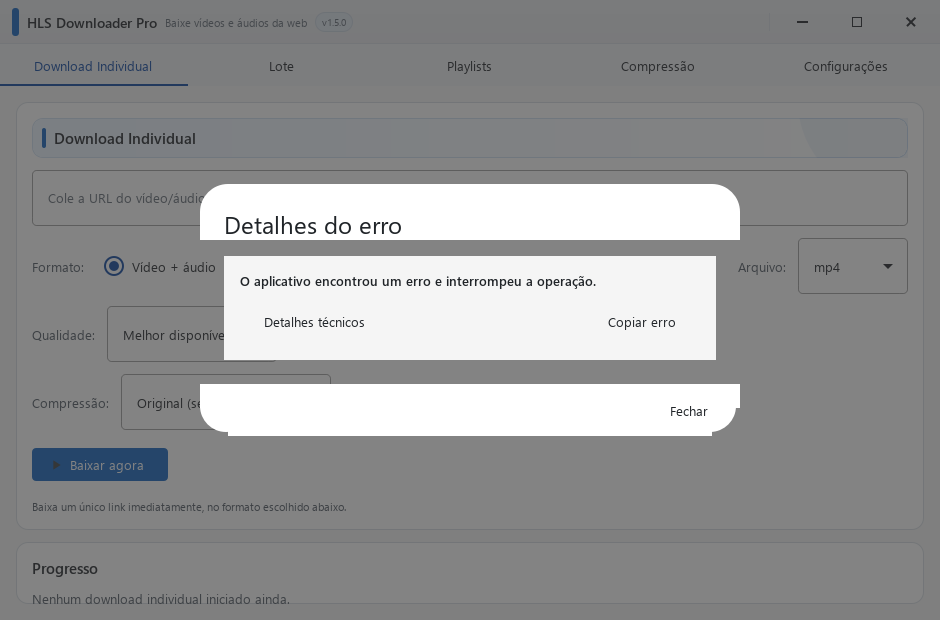 HLS Downloader Pro Baixe vídeos e áudios da web v1.5.0
Download Individual Lote Playlists Compressão Configurações
Download Individual
Cole a URL do vídeo/áudio
Detalhes do erro
Formato: Vídeo + áudio Arquivo: mp4
O aplicativo encontrou um erro e interrompeu a operação.
Detalhes técnicos Copiar erro
Qualidade: Melhor disponíve
Compressão: Original (se
Fechar
Baixar agora
Baixa um único link imediatamente, no formato escolhido abaixo.
Progresso
Nenhum download individual iniciado ainda.